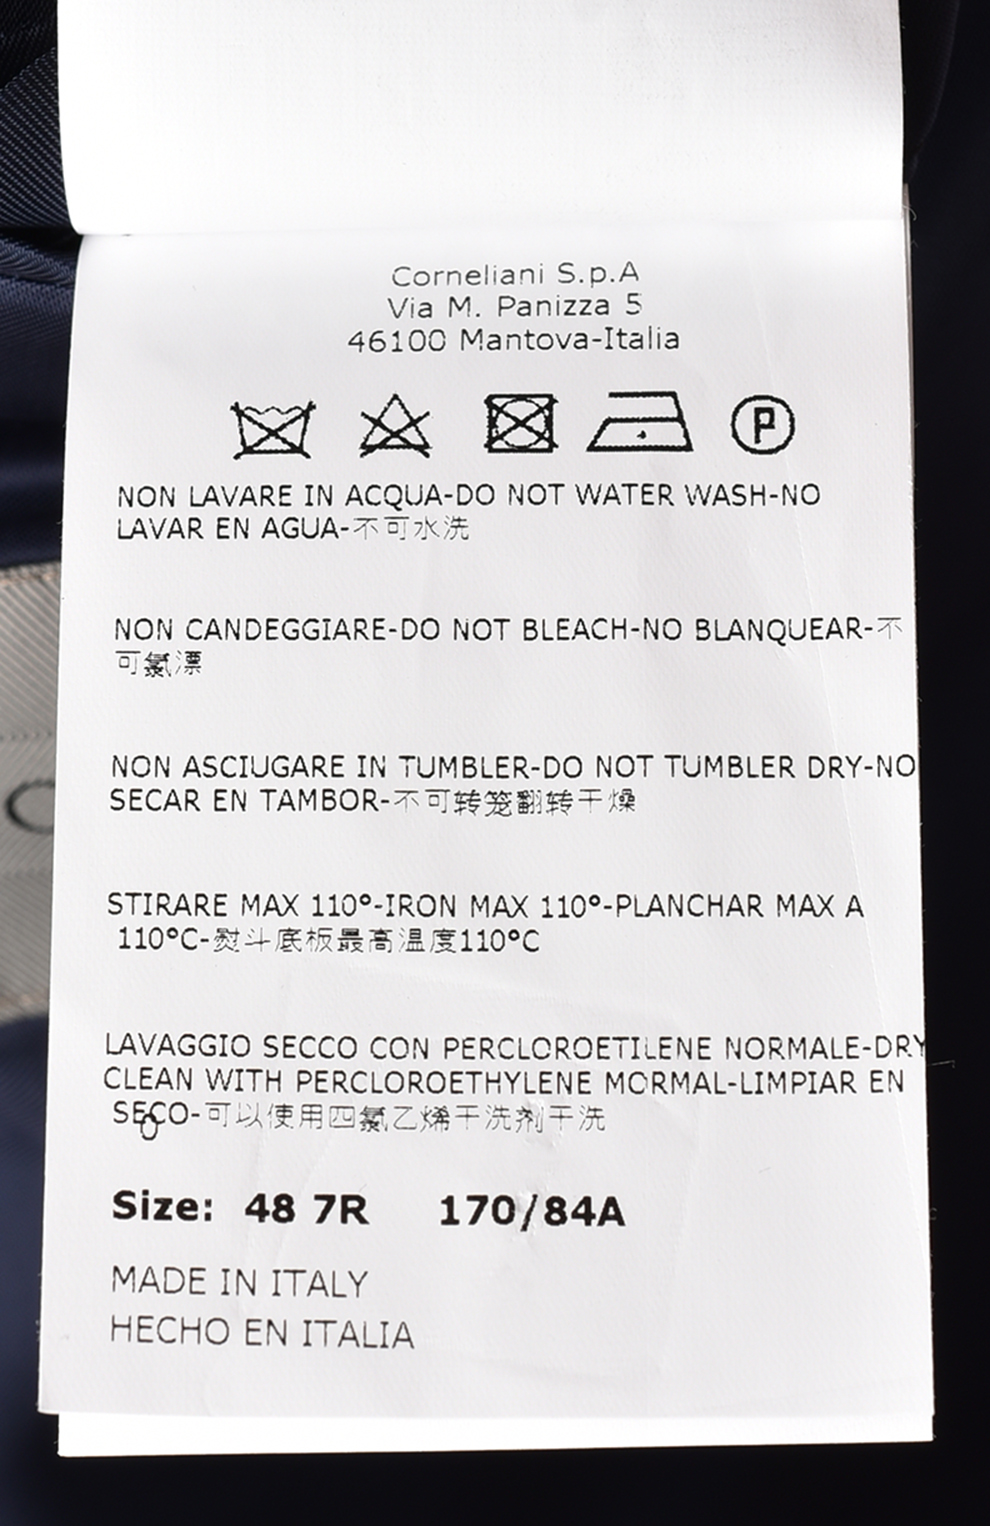 Corneliani S.p.A
Via M. Panizza 5
46100 Mantova-Italia
P
NON LAVARE IN ACQUA-DO NOT WATER WASH-NO
LAVAR EN AGUA-不可水洗
NON CANDEGGIARE-DO NOT BLEACH-NO BLANQUEAR-不
可氯漂
NON ASCIUGARE IN TUMBLER-DO NOT TUMBLER DRY-NO
SECAR EN TAMBOR-不可转笼翻转干燥
STIRARE MAX 110°-IRON MAX 110°-PLANCHAR MAX A
110°C-熨斗底板最高温度110°C
LAVAGGIO SECCO CON PERCLOROETILENE NORMALE-DRY
CLEAN WITH PERCLOROETHYLENE MORMAL-LIMPIAR EN
SECO-可以使用四氯乙烯干洗剂干洗
Size: 48 7R 170/84A
MADE IN ITALY
HECHO EN ITALIA